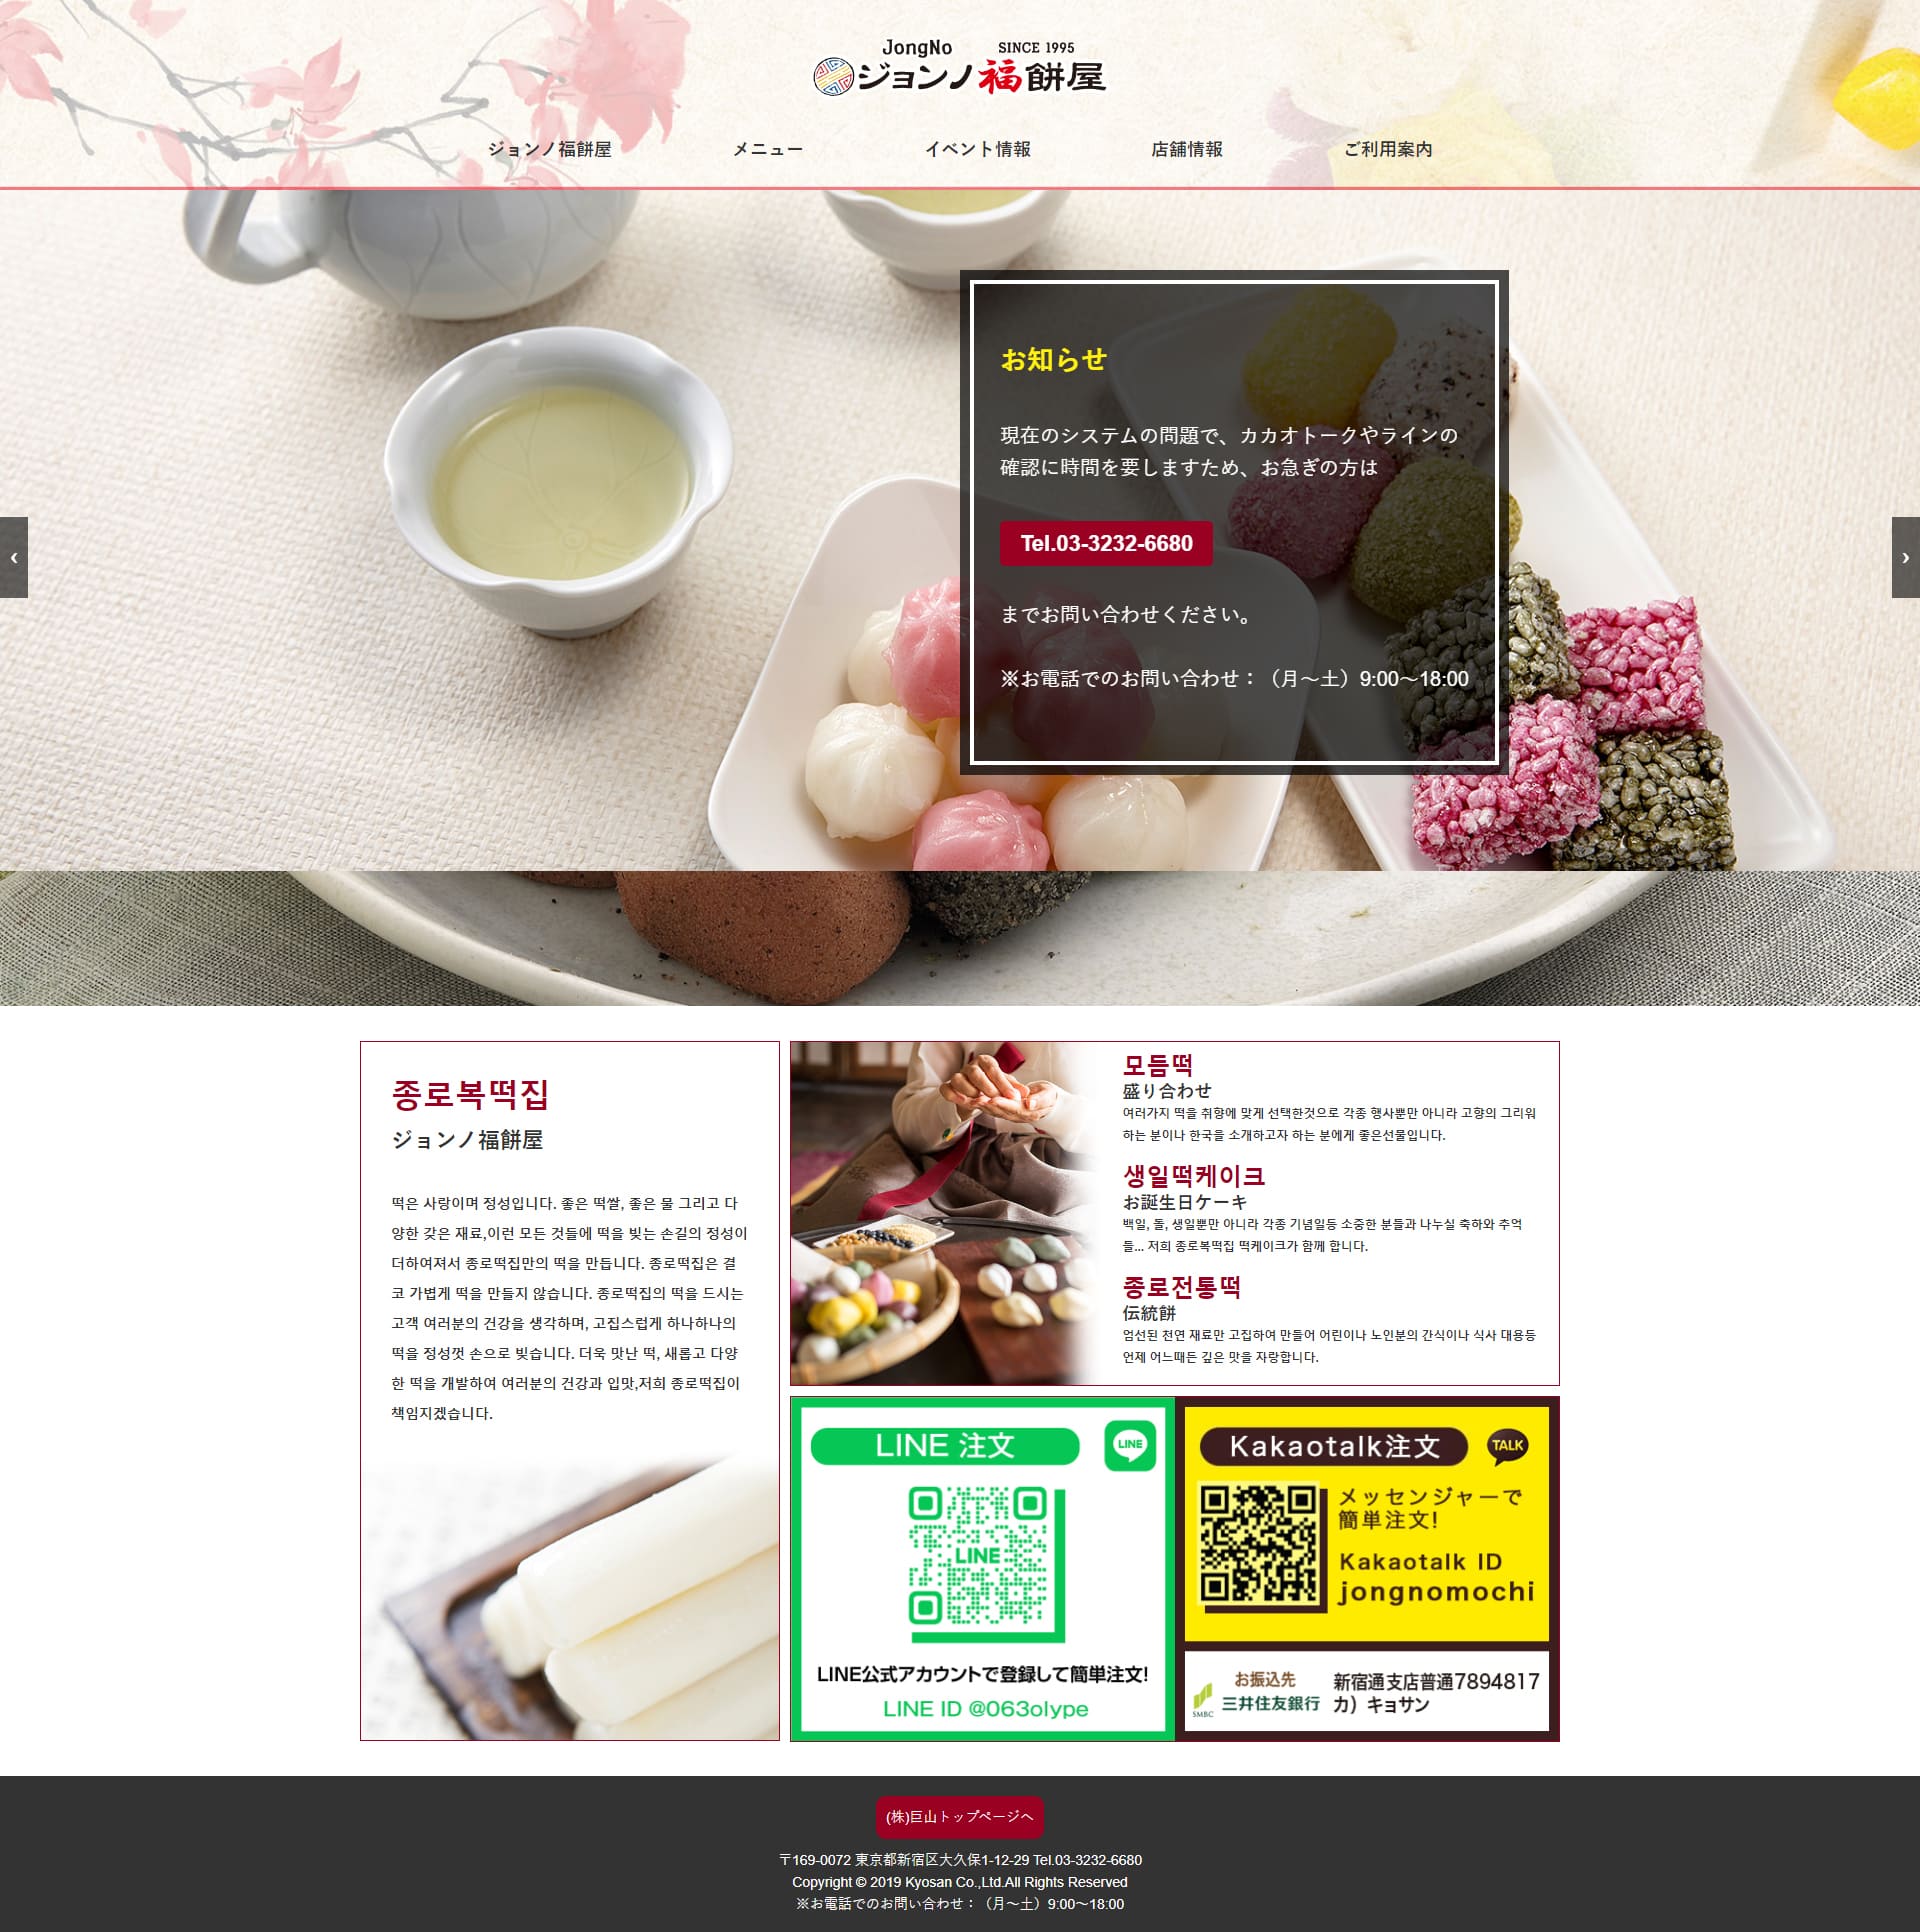 JongNo SINCE 1995
ジョンノ福餅屋
ジョンノ福餅屋 メニュー イベント情報 店舗情報 ご利用案内
お知らせ
現在のシステムの問題で、カカオトークやラインの
確認に時間を要しますため、お急ぎの方は
‹ ›
Tel.03-3232-6680
までお問い合わせください。
※お電話でのお問い合わせ：（月～土）9:00～18:00
종로복떡집
ジョンノ福餅屋
떡은 사랑이며 정성입니다. 좋은 떡쌀, 좋은 물 그리고 다
양한 갖은 재료,이런 모든 것들에 떡을 빚는 손길의 정성이
더하여져서 종로떡집만의 떡을 만듭니다. 종로떡집은 결
코 가볍게 떡을 만들지 않습니다. 종로떡집의 떡을 드시는
고객 여러분의 건강을 생각하며, 고집스럽게 하나하나의
떡을 정성껏 손으로 빚습니다. 더욱 맛난 떡, 새롭고 다양
한 떡을 개발하여 여러분의 건강과 입맛,저희 종로떡집이
책임지겠습니다.
모듬떡
盛り合わせ
여러가지 떡을 취향에 맞게 선택한것으로 각종 행사뿐만 아니라 고향의 그리워
하는 분이나 한국을 소개하고자 하는 분에게 좋은선물입니다.
생일떡케이크
お誕生日ケーキ
백일, 돌, 생일뿐만 아니라 각종 기념일등 소중한 분들과 나누실 축하와 추억
들... 저희 종로복떡집 떡케이크가 함께 합니다.
종로전통떡
伝統餅
엄선된 천연 재료만 고집하여 만들어 어린이나 노인분의 간식이나 식사 대용등
언제 어느때든 깊은 맛을 자랑합니다.
LINE 注文
LINE
LINE
LINE公式アカウントで登録して簡単注文!
LINE ID @063olype
Kakaotalk注文
TALK
メッセンジャーで
簡単注文!
Kakaotalk ID
jongnomochi
お振込先
SMBC 三井住友銀行
新宿通支店普通7894817
カ）キョサン
(株)巨山トップページへ
〒169-0072 東京都新宿区大久保1-12-29 Tel.03-3232-6680
Copyright © 2019 Kyosan Co.,Ltd.All Rights Reserved
※お電話でのお問い合わせ：（月～土）9:00～18:00